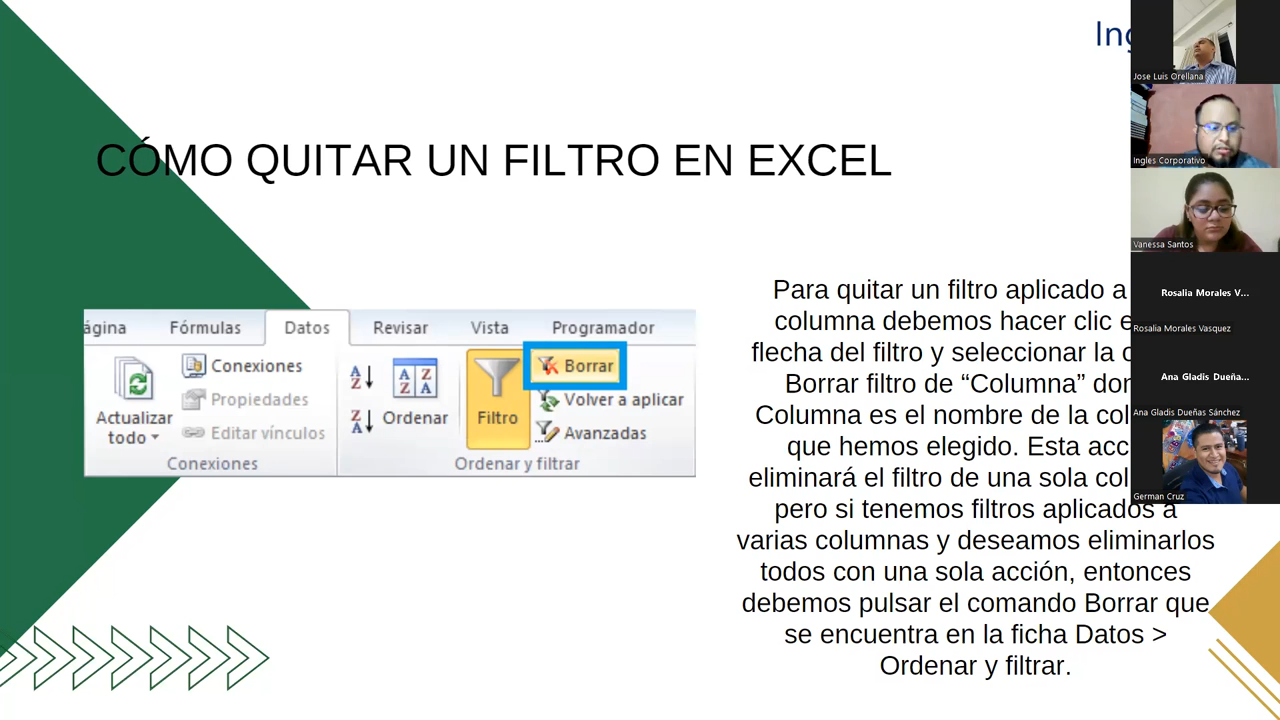 Ing
CÓMO QUITAR UN FILTRO EN EXCEL
ágina Fórmulas Datos Revisar Vista Programador
Conexiones
Propiedades
Editar vínculos
Actualizar
todo
Conexiones
Ordenar
Filtro
Borrar
Volver a aplicar
Avanzadas
Ordenar y filtrar
Para quitar un filtro aplicado a
columna debemos hacer clic
flecha del filtro y seleccionar la
Borrar filtro de “Columna”
Columna es el nombre de la
que hemos elegido. Esta
eliminará el filtro de una sola
pero si tenemos filtros aplicados a
varias columnas y deseamos eliminarlos
todos con una sola acción, entonces
debemos pulsar el comando Borrar que
se encuentra en la ficha Datos >
Ordenar y filtrar.
Jose Luis Orellana
Ingles Corporativo
Vanessa Santos
Rosalia Morales V...
Rosalia Morales Vasquez
Ana Gladis Dueña...
Ana Gladis Dueñas Sánchez
German Cruz